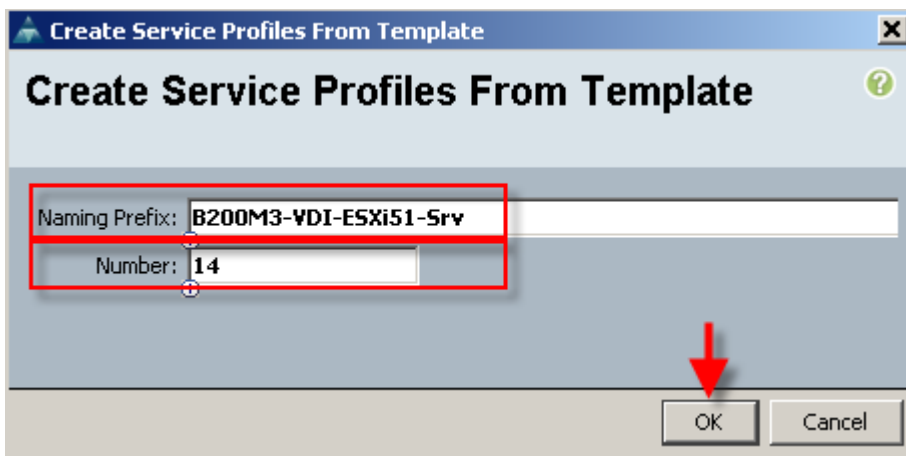 Create Service Profiles From Template
Create Service Profiles From Template
Naming Prefix: B200M3-VDI-ESXi51-Srv
Number: 14
OK Cancel